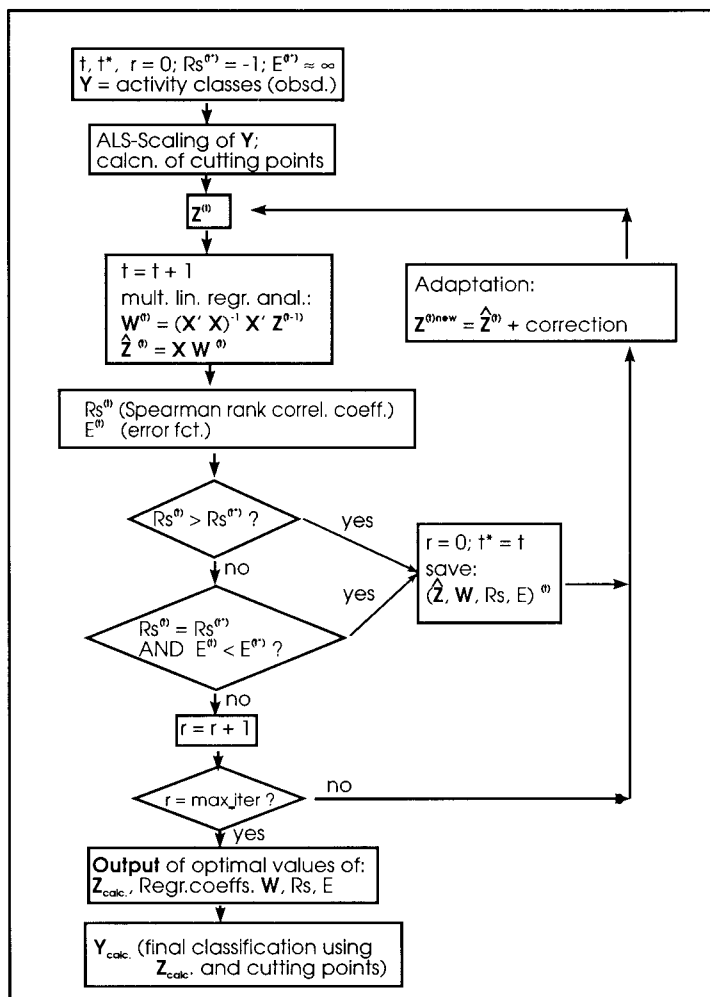 t, t*, r = 0; Rs⁽ᵗ*⁾ = -1; E⁽ᵗ*⁾ ≈ ∞
Y = activity classes (obsd.)
ALS-Scaling of Y;
calcn. of cutting points
Z⁽ᵗ⁾
t = t + 1
mult. lin. regr. anal.:
W⁽ᵗ⁾ = (X' X)⁻¹ X' Z⁽ᵗ⁻¹⁾
Ẑ ⁽ᵗ⁾ = X W ⁽ᵗ⁾
Adaptation:
Z⁽ᵗ⁾ⁿᵉʷ = Ẑ⁽ᵗ⁾ + correction
Rs⁽ᵗ⁾ (Spearman rank correl. coeff.)
E⁽ᵗ⁾ (error fct.)
Rs⁽ᵗ⁾ > Rs⁽ᵗ*⁾ ?
yes
no
r = 0; t* = t
save:
(Ẑ, W, Rs, E) ⁽ᵗ⁾
yes
Rs⁽ᵗ⁾ = Rs⁽ᵗ*⁾
AND E⁽ᵗ⁾ < E⁽ᵗ*⁾ ?
no
r = r + 1
r = max_iter ?
no
yes
Output of optimal values of:
Z calc., Regr.coeffs. W, Rs, E
Y calc. (final classification using
Z calc. and cutting points)